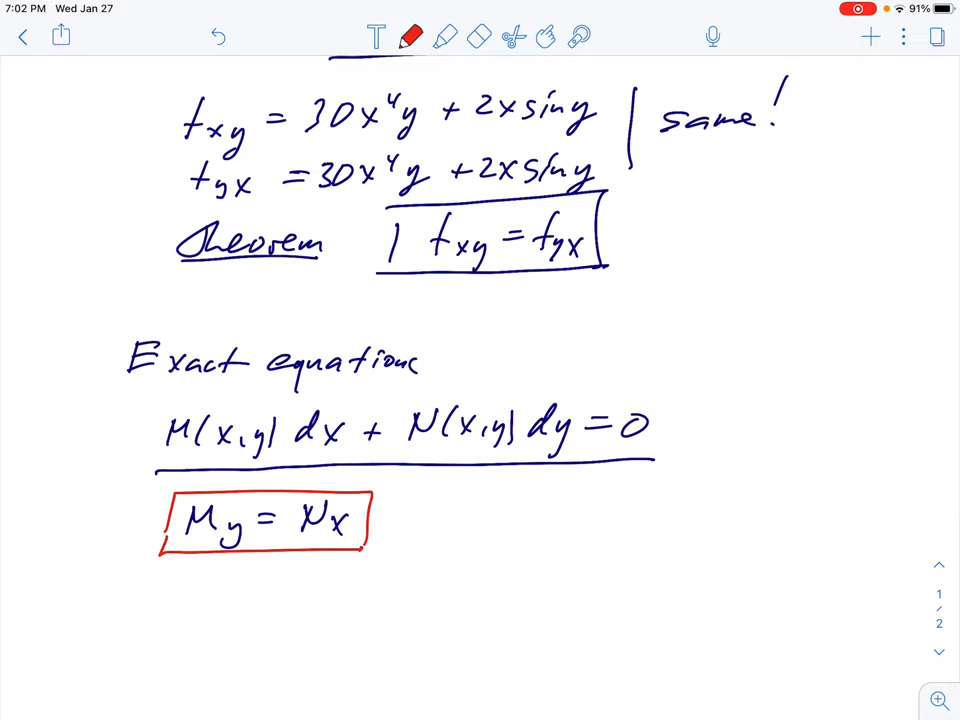 7:02 PM Wed Jan 27 91%
T
fxy = 30x⁴y + 2x sin y | same!
fyx = 30x⁴y + 2x sin y
Theorem | fxy = fyx
Exact equations
M(x,y) dx + N(x,y) dy = 0
My = Nx
1
/
2